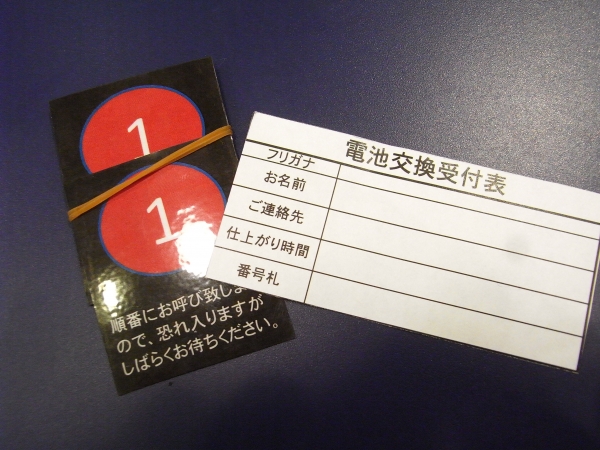 1
1
順番にお呼び致しま
ので、恐れ入りますが
しばらくお待ちください。
電池交換受付表
フリガナ
お名前
ご連絡先
仕上がり時間
番号札